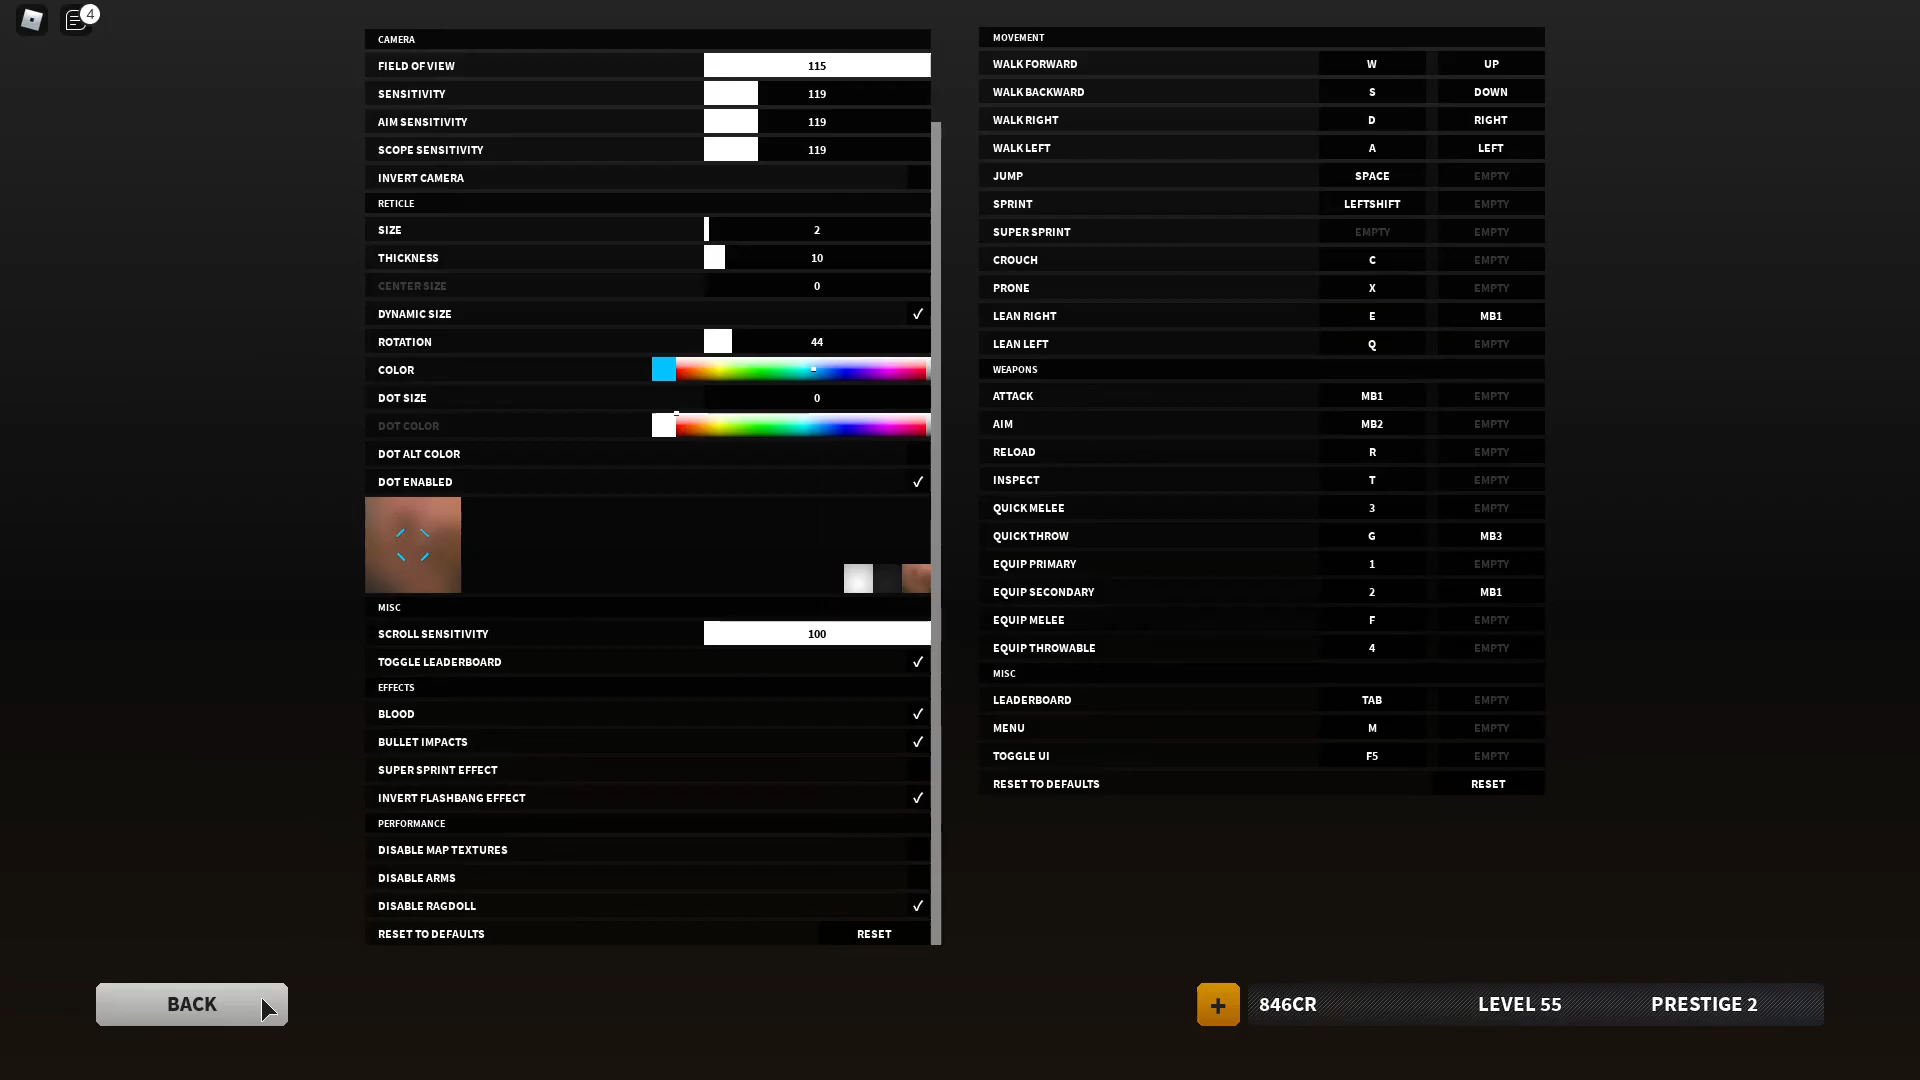 4
CAMERA
FIELD OF VIEW 115
SENSITIVITY 119
AIM SENSITIVITY 119
SCOPE SENSITIVITY 119
INVERT CAMERA
RETICLE
SIZE 2
THICKNESS 10
CENTER SIZE 0
DYNAMIC SIZE ✓
ROTATION 44
COLOR
DOT SIZE 0
DOT COLOR
DOT ALT COLOR
DOT ENABLED ✓
MISC
SCROLL SENSITIVITY 100
TOGGLE LEADERBOARD ✓
EFFECTS
BLOOD ✓
BULLET IMPACTS ✓
SUPER SPRINT EFFECT
INVERT FLASHBANG EFFECT ✓
PERFORMANCE
DISABLE MAP TEXTURES
DISABLE ARMS
DISABLE RAGDOLL ✓
RESET TO DEFAULTS RESET
MOVEMENT
WALK FORWARD W UP
WALK BACKWARD S DOWN
WALK RIGHT D RIGHT
WALK LEFT A LEFT
JUMP SPACE EMPTY
SPRINT LEFTSHIFT EMPTY
SUPER SPRINT EMPTY EMPTY
CROUCH C EMPTY
PRONE X EMPTY
LEAN RIGHT E MB1
LEAN LEFT Q EMPTY
WEAPONS
ATTACK MB1 EMPTY
AIM MB2 EMPTY
RELOAD R EMPTY
INSPECT T EMPTY
QUICK MELEE 3 EMPTY
QUICK THROW G MB3
EQUIP PRIMARY 1 EMPTY
EQUIP SECONDARY 2 MB1
EQUIP MELEE F EMPTY
EQUIP THROWABLE 4 EMPTY
MISC
LEADERBOARD TAB EMPTY
MENU M EMPTY
TOGGLE UI F5 EMPTY
RESET TO DEFAULTS RESET
BACK
+ 846CR LEVEL 55 PRESTIGE 2